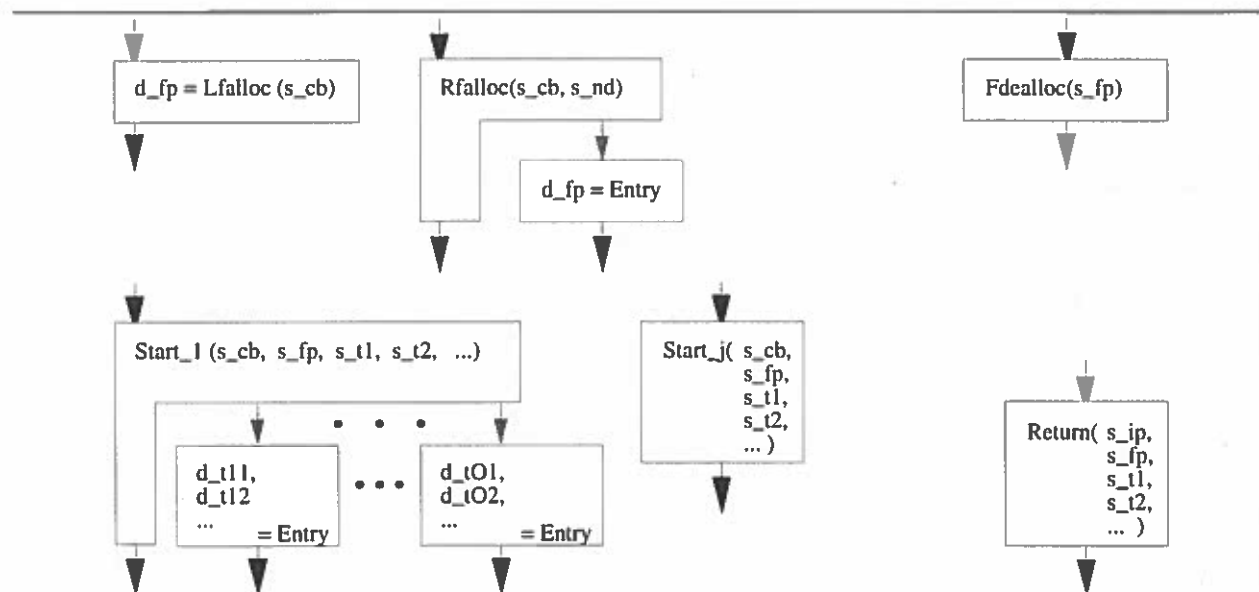 d_fp = Lfalloc (s_cb)
Rfalloc(s_cb, s_nd)
Fdealloc(s_fp)
d_fp = Entry
Start_1 (s_cb, s_fp, s_t1, s_t2, ...)
Start_j( s_cb,
s_fp,
s_t1,
s_t2,
... )
Return( s_ip,
s_fp,
s_t1,
s_t2,
... )
d_t11,
d_t12
...
= Entry
d_tO1,
d_tO2,
...
= Entry